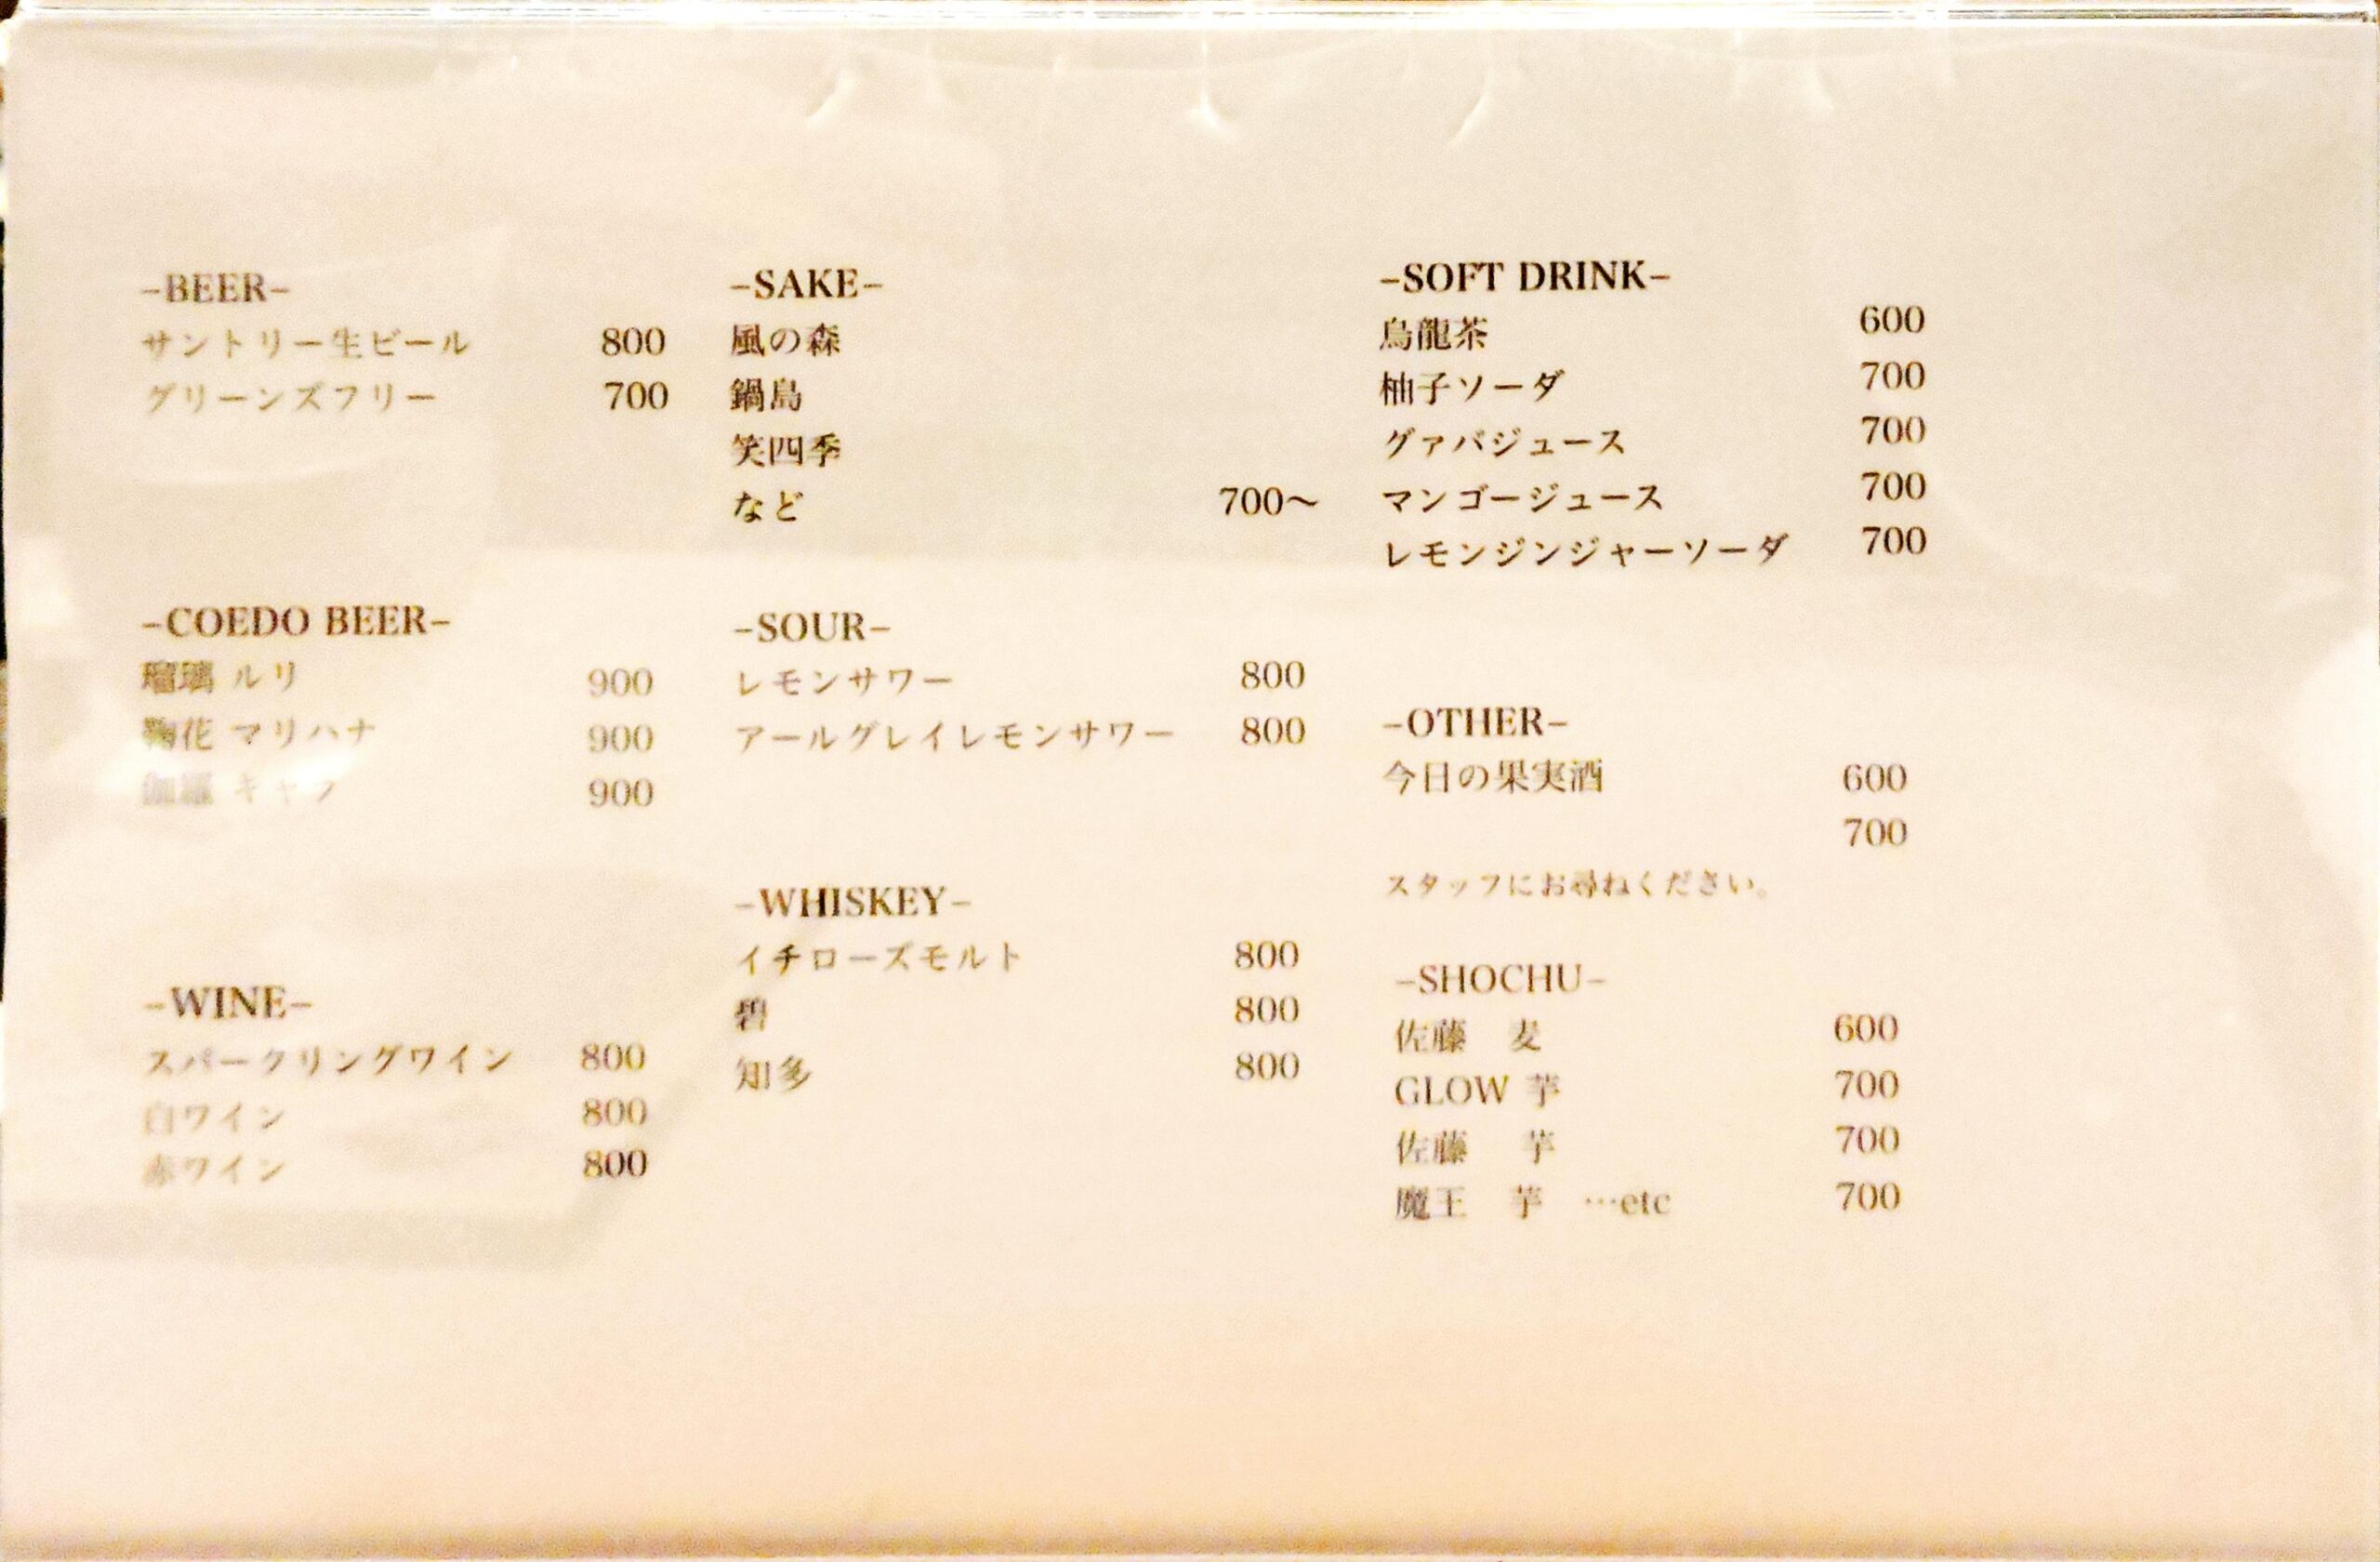 –BEER–
サントリー生ビール 800
グリーンズフリー 700
–COEDO BEER–
瑠璃 ルリ 900
鞠花 マリハナ 900
伽羅 キャラ 900
–WINE–
スパークリングワイン 800
白ワイン 800
赤ワイン 800
–SAKE–
風の森
鍋島
笑四季
など 700〜
–SOUR–
レモンサワー 800
アールグレイレモンサワー 800
–WHISKEY–
イチローズモルト 800
碧 800
知多 800
–SOFT DRINK–
烏龍茶 600
柚子ソーダ 700
グァバジュース 700
マンゴージュース 700
レモンジンジャーソーダ 700
–OTHER–
今日の果実酒 600
700
スタッフにお尋ねください。
–SHOCHU–
佐藤 麦 600
GLOW 芋 700
佐藤 芋 700
魔王 芋 …etc 700